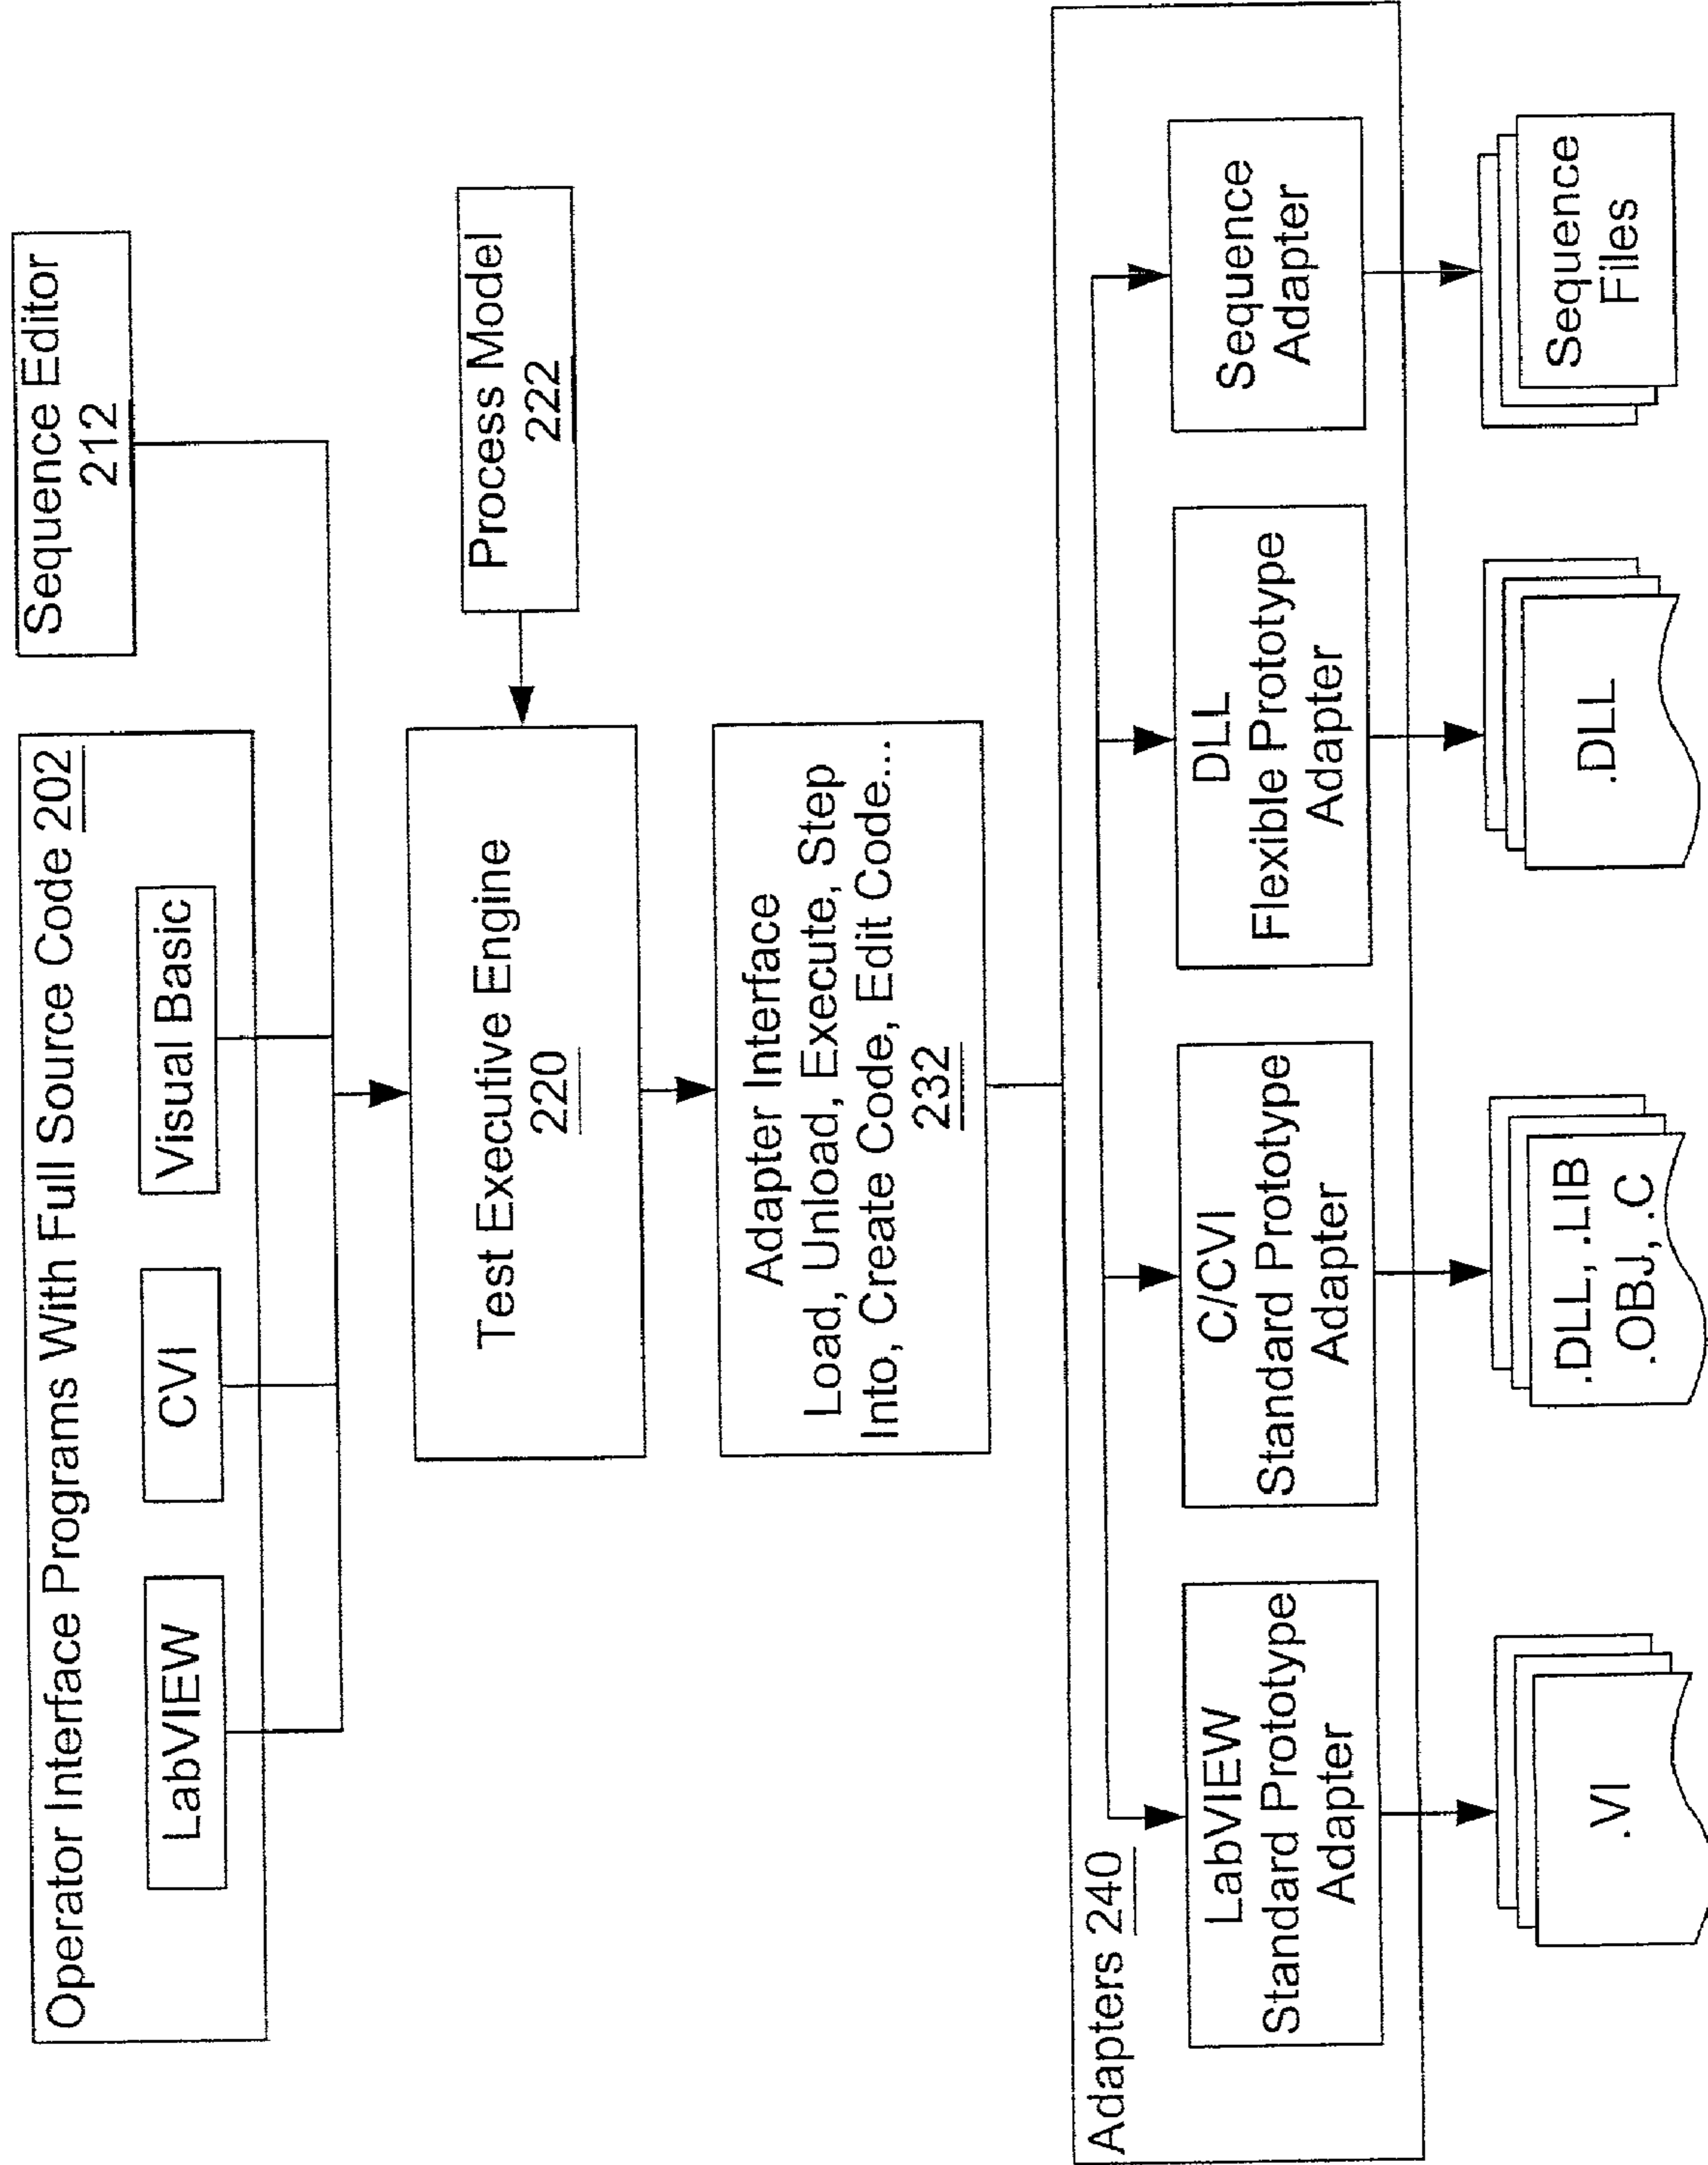 Operator Interface Programs With Full Source Code 202
LabVIEW
CVI
Visual Basic
Sequence Editor
212
Test Executive Engine
220
Process Model
222
Adapter Interface
Load, Unload, Execute, Step
Into, Create Code, Edit Code...
232
Adapters 240
LabVIEW
Standard Prototype
Adapter
C/CVI
Standard Prototype
Adapter
DLL
Flexible Prototype
Adapter
Sequence
Adapter
.VI
.DLL, .LIB
.OBJ, .C
.DLL
Sequence
Files